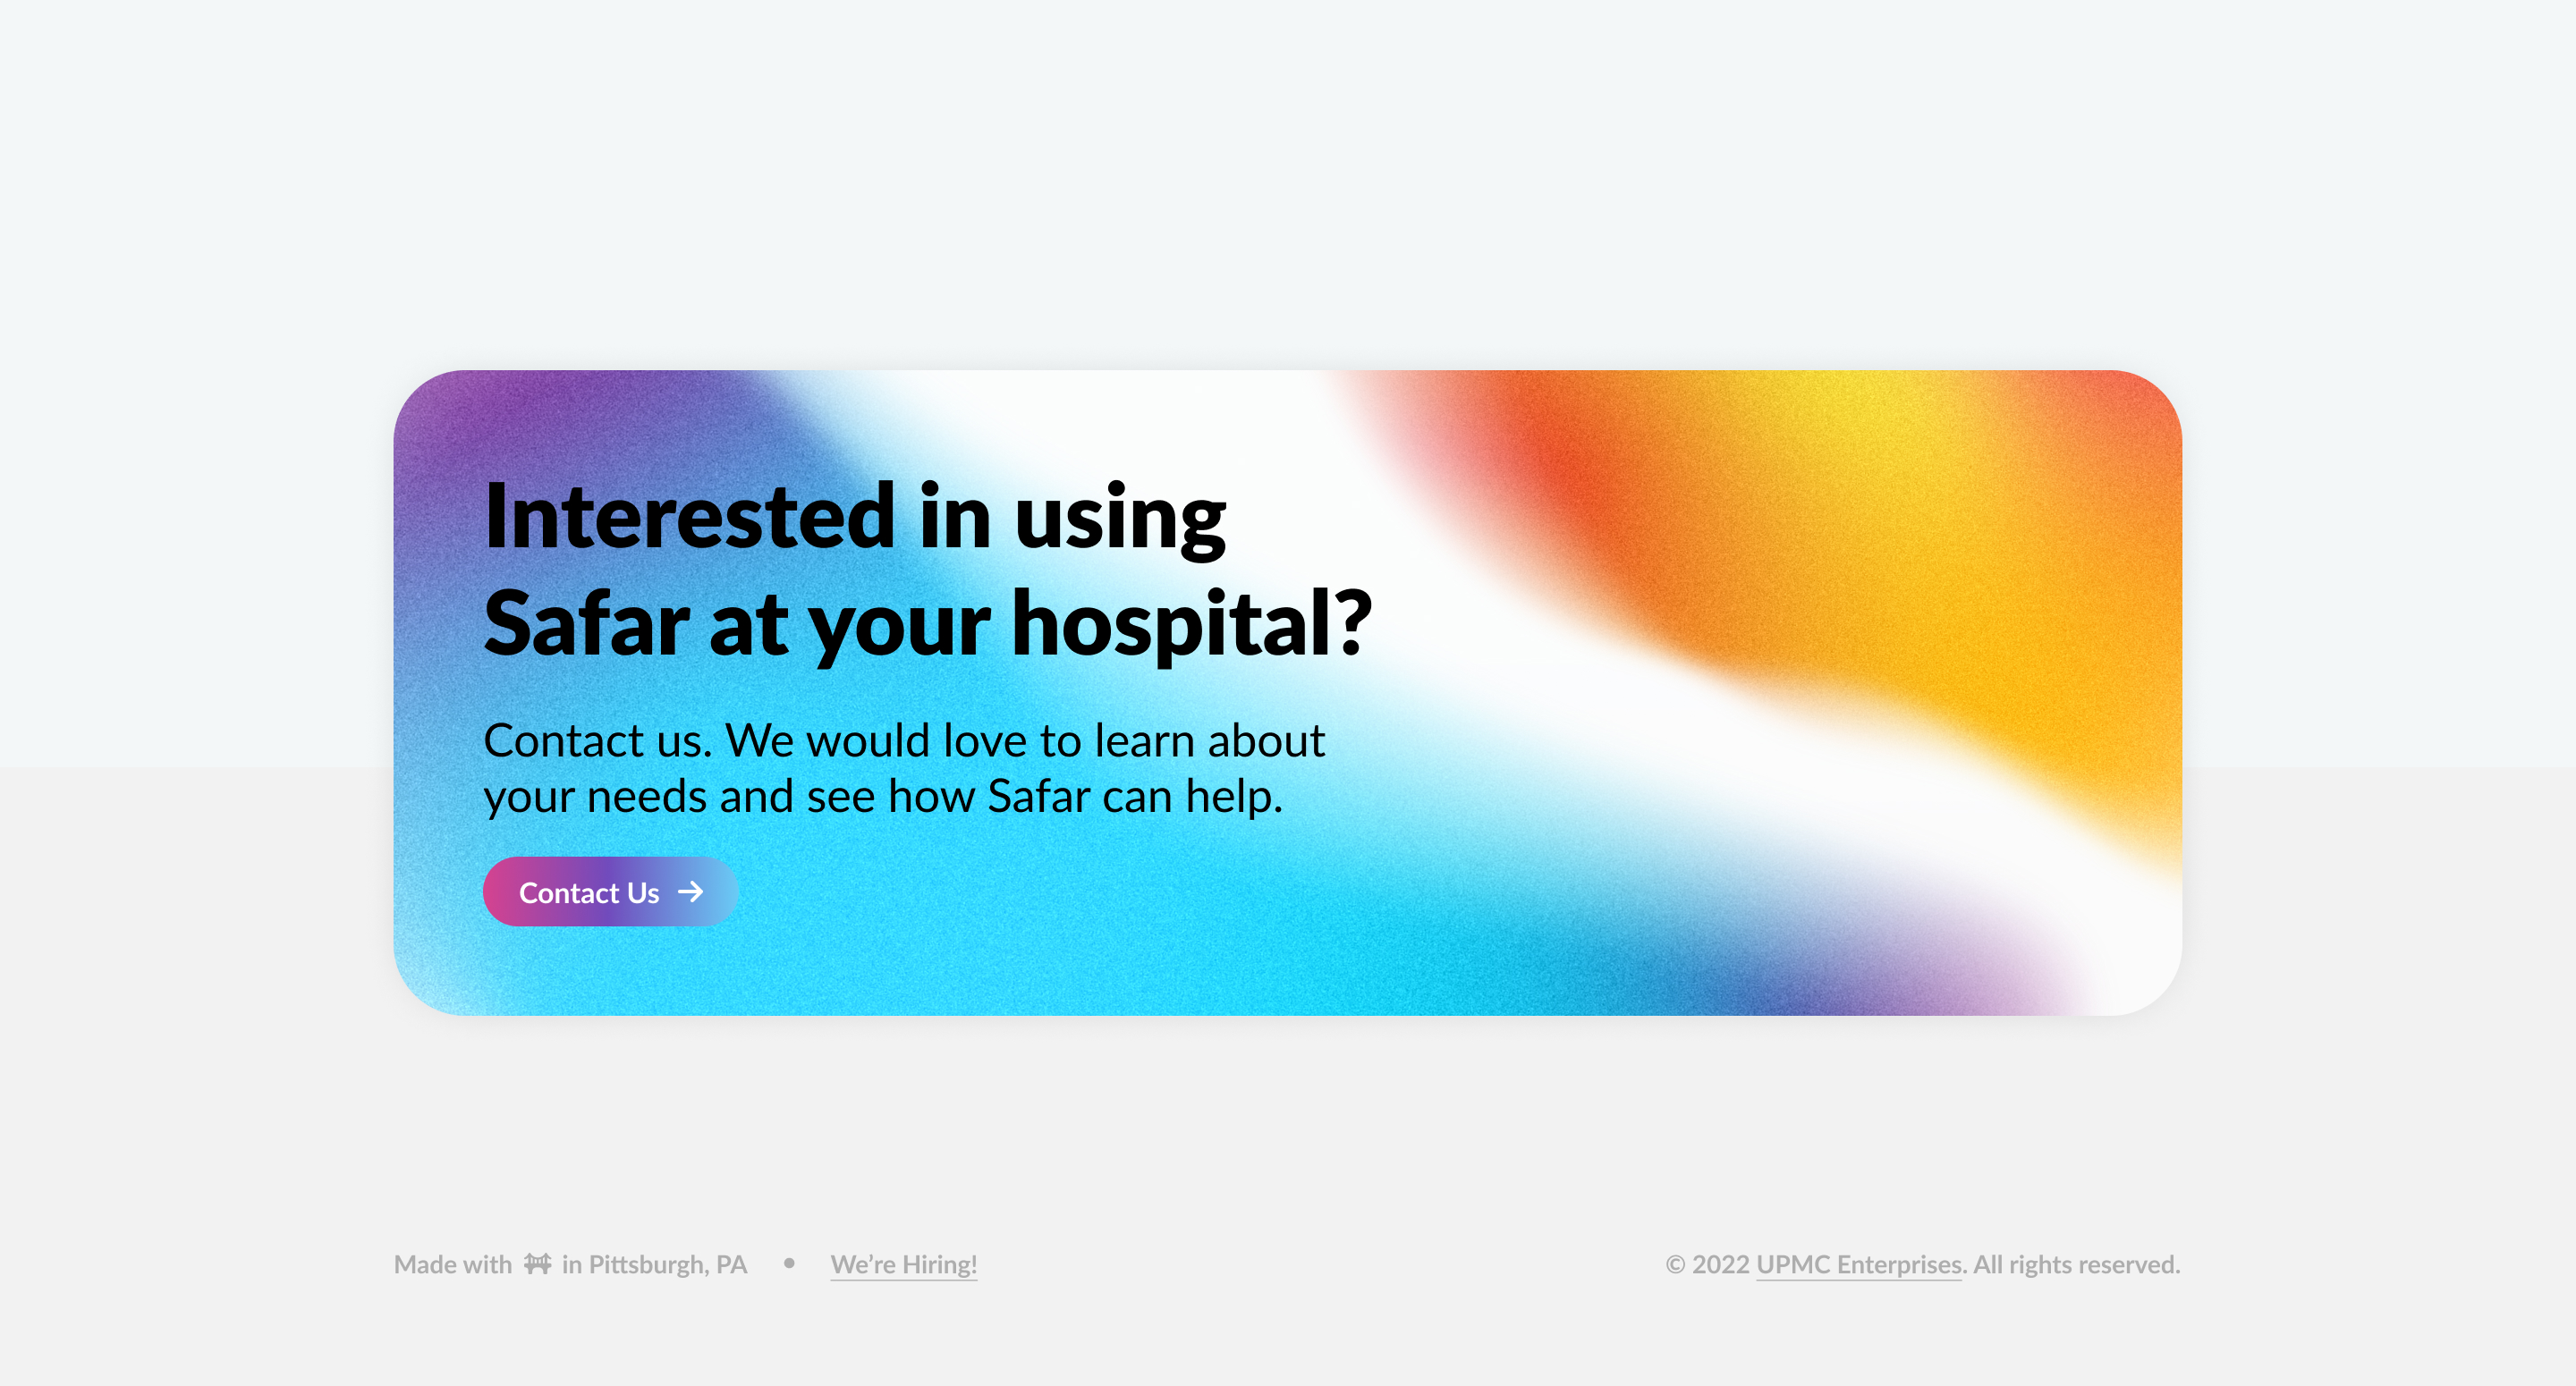 Interested in using
Safar at your hospital?
Contact us. We would love to learn about
your needs and see how Safar can help.
Contact Us →
Made with in Pittsburgh, PA • We’re Hiring!
© 2022 UPMC Enterprises. All rights reserved.